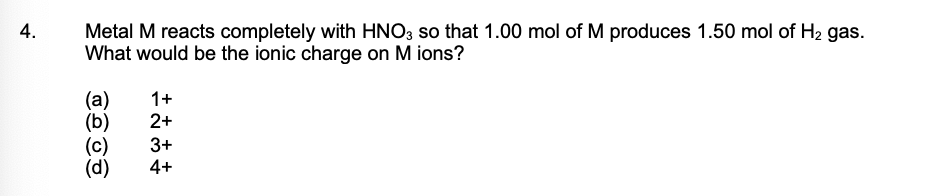 4. Metal M reacts completely with HNO₃ so that 1.00 mol of M produces 1.50 mol of H₂ gas.
What would be the ionic charge on M ions?
(a) 1+
(b) 2+
(c) 3+
(d) 4+